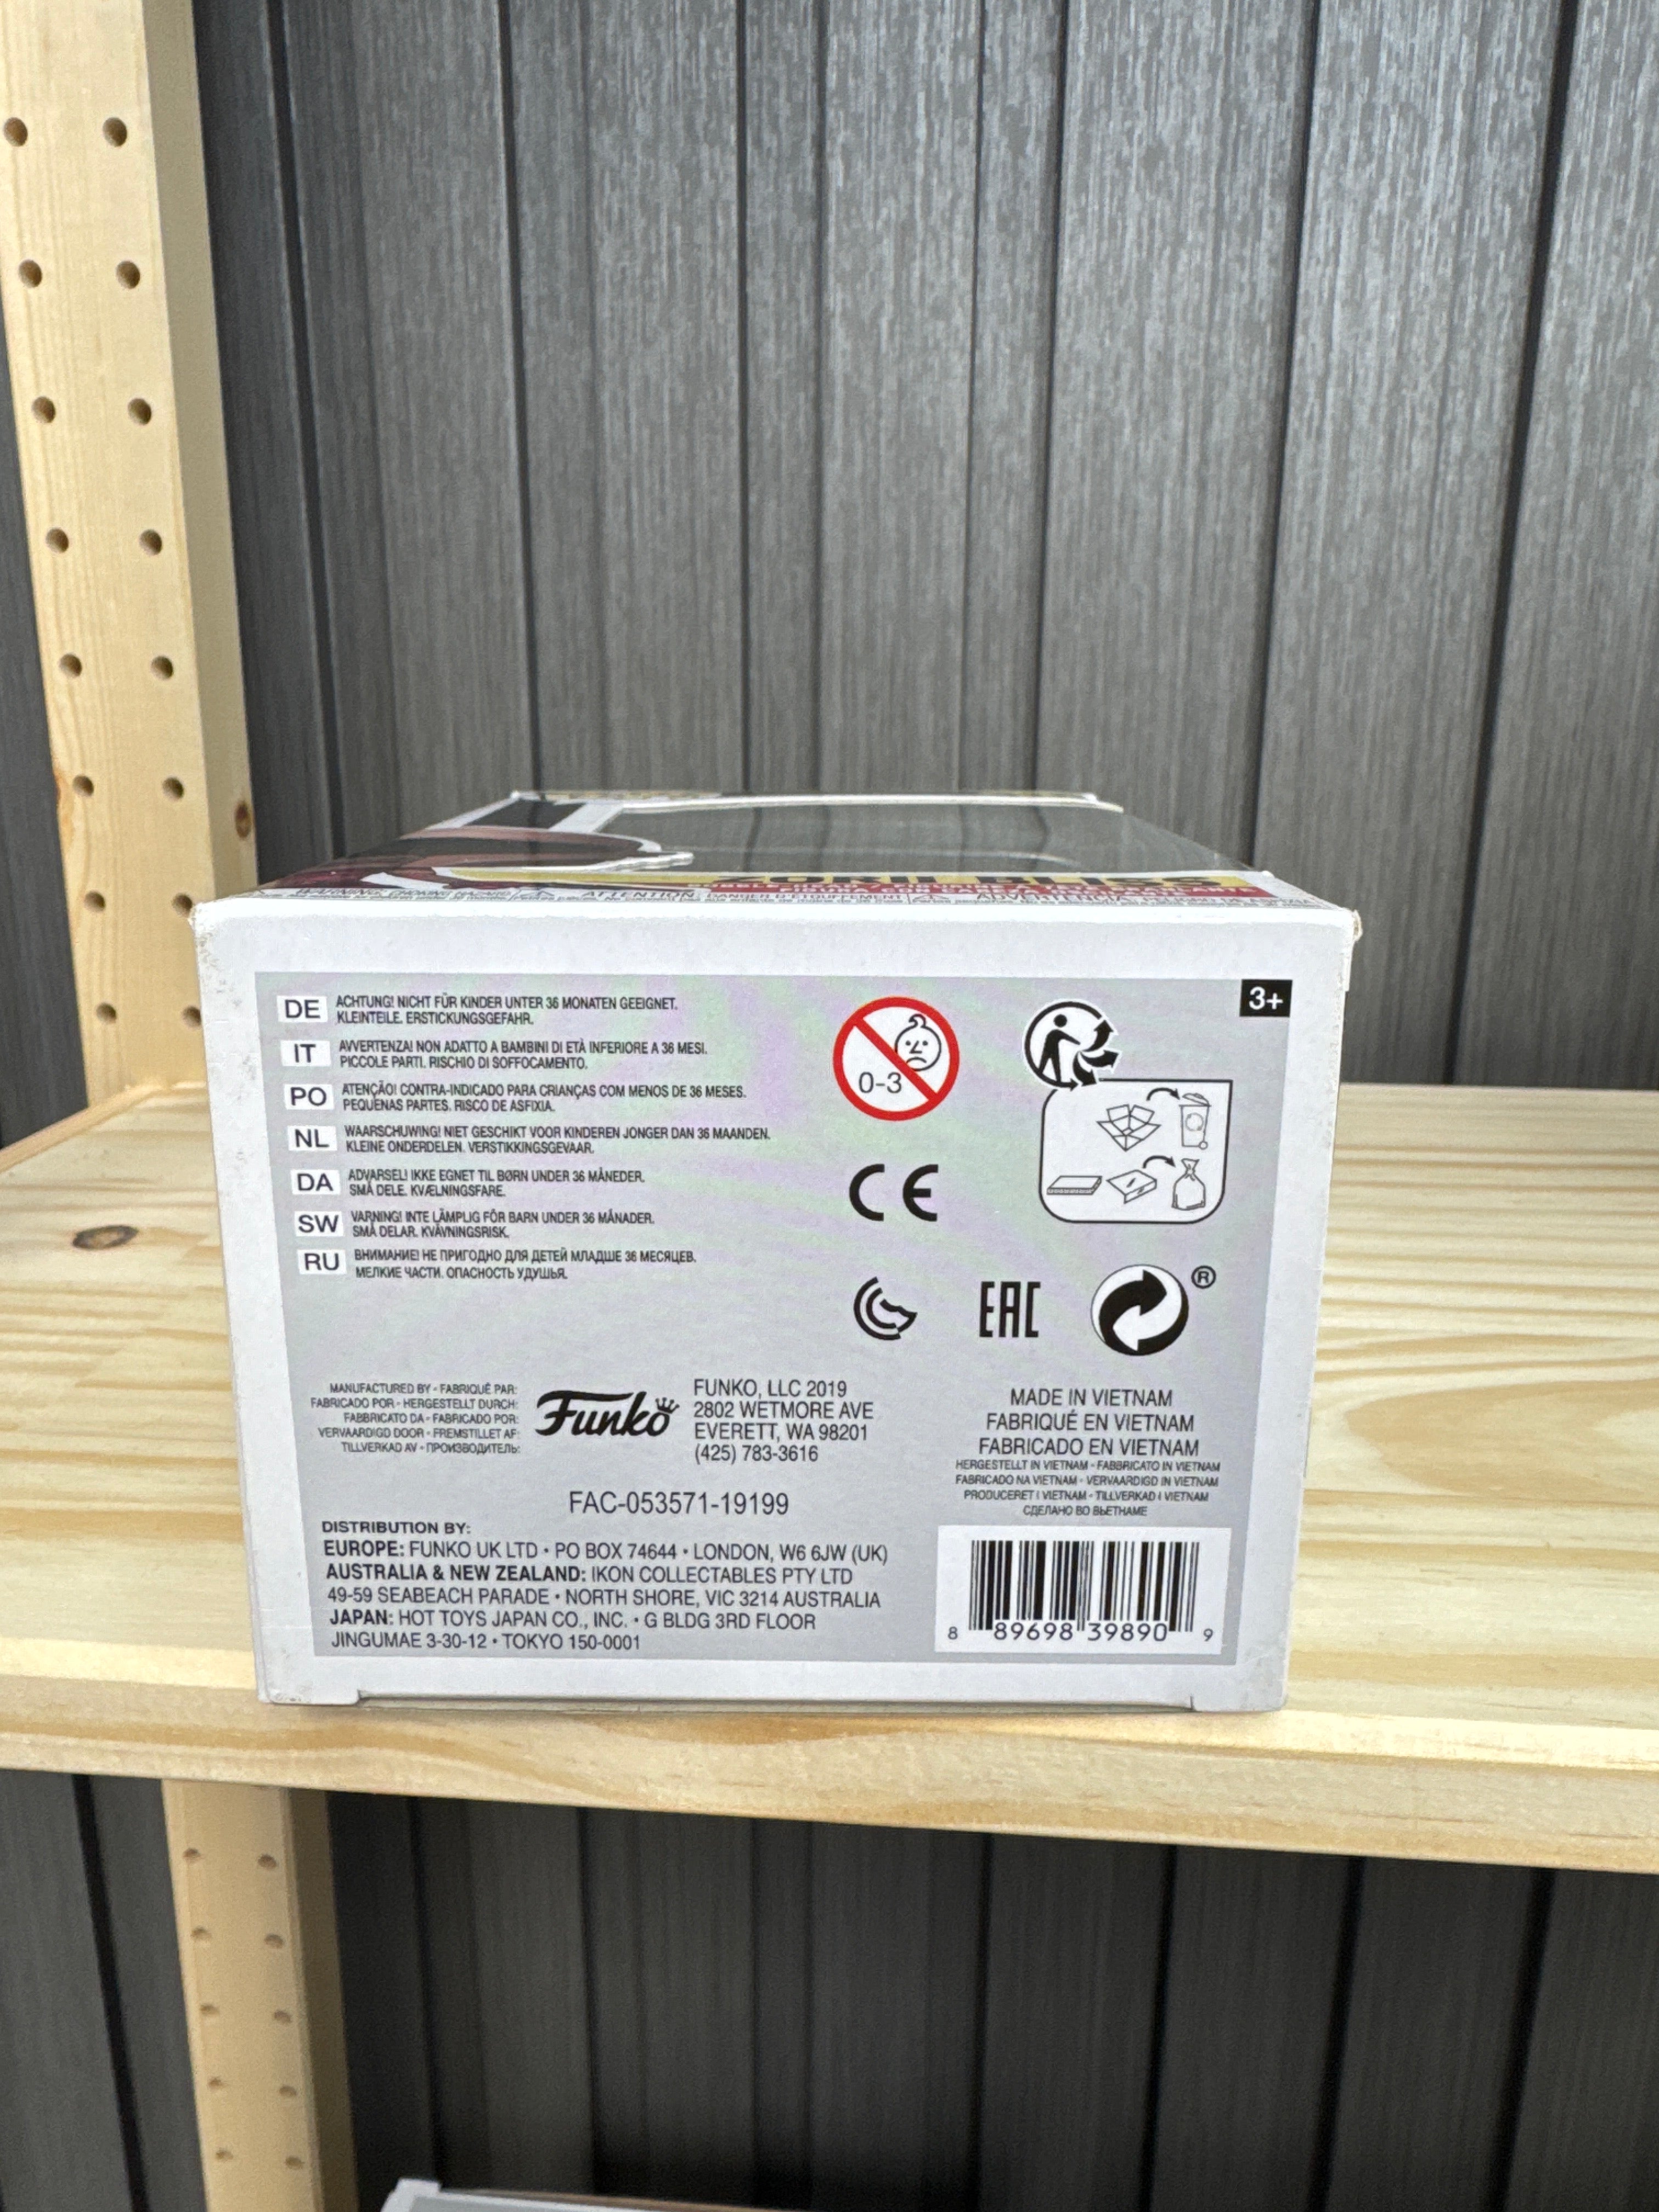 ZORII BLISS
DE
ACHTUNG! NICHT FÜR KINDER UNTER 36 MONATEN GEEIGNET.
KLEINTEILE. ERSTICKUNGSGEFAHR.
IT
AVVERTENZA! NON ADATTO A BAMBINI DI ETÀ INFERIORE A 36 MESI.
PICCOLE PARTI. RISCHIO DI SOFFOCAMENTO.
PO
ATENÇÃO! CONTRA-INDICADO PARA CRIANÇAS COM MENOS DE 36 MESES.
PEQUENAS PARTES. RISCO DE ASFIXIA.
NL
WAARSCHUWING! NIET GESCHIKT VOOR KINDEREN JONGER DAN 36 MAANDEN.
KLEINE ONDERDELEN. VERSTIKKINGSGEVAAR.
DA
ADVARSEL! IKKE EGNET TIL BØRN UNDER 36 MÅNEDER.
SMÅ DELE. KVÆLNINGSFARE.
SW
VARNING! INTE LÄMPLIG FÖR BARN UNDER 36 MÅNADER.
SMÅ DELAR. KVÄVNINGSRISK.
RU
ВНИМАНИЕ! НЕ ПРИГОДНО ДЛЯ ДЕТЕЙ МЛАДШЕ 36 МЕСЯЦЕВ.
МЕЛКИЕ ЧАСТИ. ОПАСНОСТЬ УДУШЬЯ.
3+
0-3
CE
EAC
®
MANUFACTURED BY - FABRIQUÉ PAR:
FABRICADO POR - HERGESTELLT DURCH:
FABBRICATO DA - FABRICADO POR:
VERVAARDIGD DOOR - FREMSTILLET AF:
TILLVERKAD AV - ПРОИЗВОДИТЕЛЬ:
Funko
FUNKO, LLC 2019
2802 WETMORE AVE
EVERETT, WA 98201
(425) 783-3616
MADE IN VIETNAM
FABRIQUÉ EN VIETNAM
FABRICADO EN VIETNAM
HERGESTELLT IN VIETNAM - FABBRICATO IN VIETNAM
FABRICADO NA VIETNAM - VERVAARDIGD IN VIETNAM
PRODUCERET I VIETNAM - TILLVERKAD I VIETNAM
СДЕЛАНО ВО ВЬЕТНАМЕ
FAC-053571-19199
DISTRIBUTION BY:
EUROPE: FUNKO UK LTD • PO BOX 74644 • LONDON, W6 6JW (UK)
AUSTRALIA & NEW ZEALAND: IKON COLLECTABLES PTY LTD
49-59 SEABEACH PARADE • NORTH SHORE, VIC 3214 AUSTRALIA
JAPAN: HOT TOYS JAPAN CO., INC. • G BLDG 3RD FLOOR
JINGUMAE 3-30-12 • TOKYO 150-0001
8 89698 39890 9